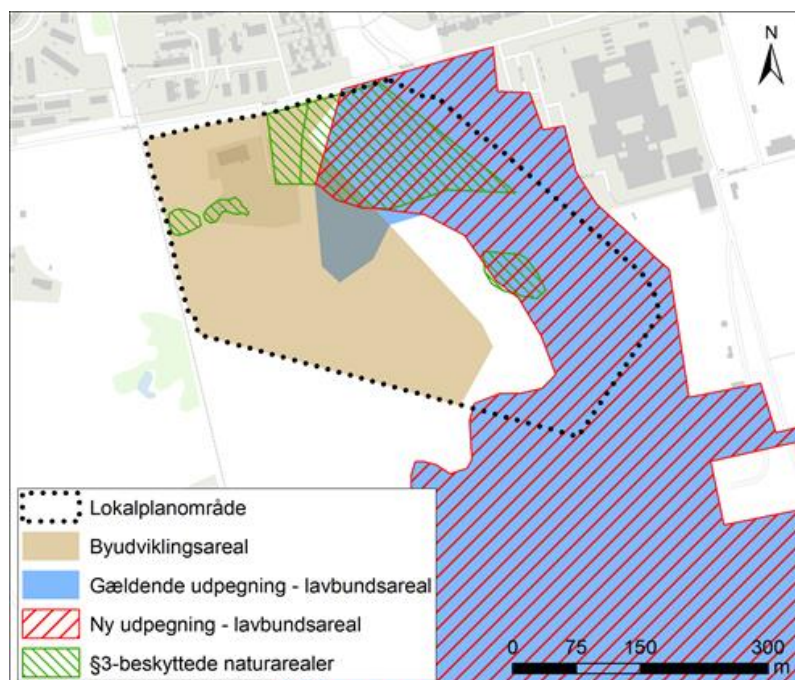 N
Lokalplanområde
Byudviklingsareal
Gældende udpegning - lavbundsareal
Ny udpegning - lavbundsareal
§3-beskyttede naturarealer
0 75 150 300
m